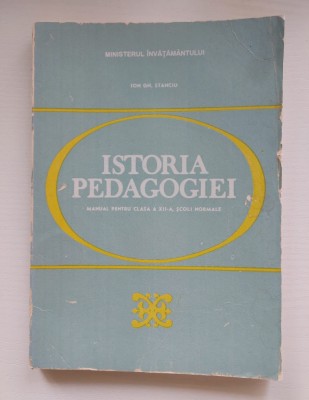 MINISTERUL ÎNVĂȚĂMÂNTULUI
ION GH. STANCIU
ISTORIA
PEDAGOGIEI
MANUAL PENTRU CLASA A XII-A, ȘCOLI NORMALE